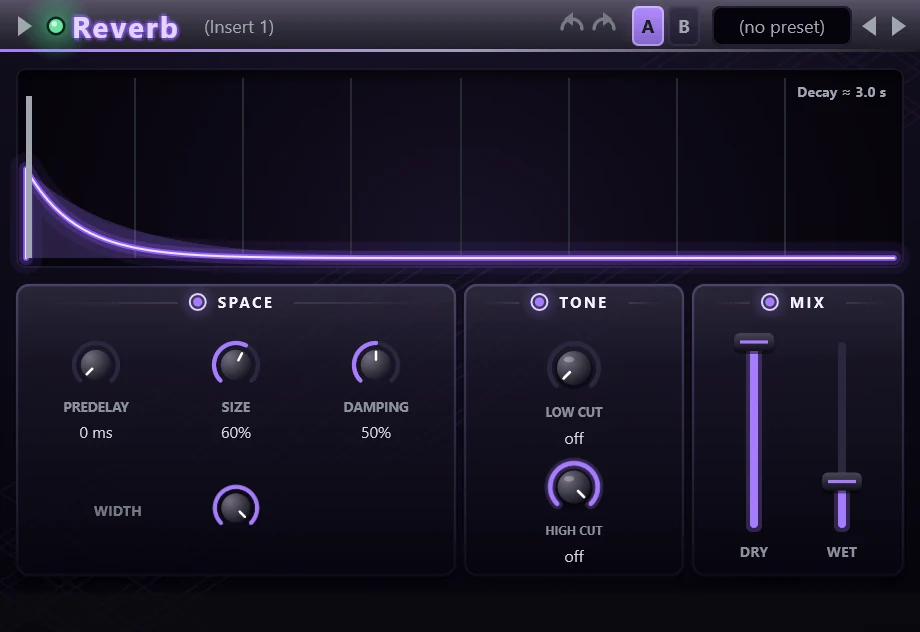 Reverb (Insert 1) A B (no preset)
Decay ≈ 3.0 s
SPACE TONE MIX
PREDELAY SIZE DAMPING
0 ms 60% 50%
LOW CUT
off
WIDTH
HIGH CUT
off
DRY WET